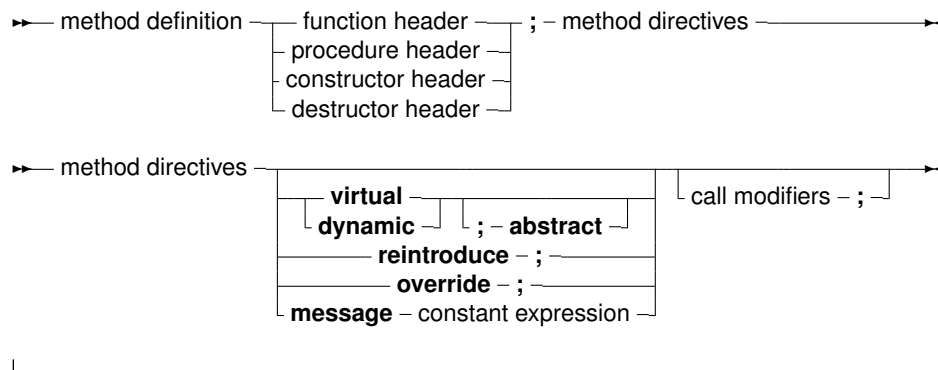 method definition function header ; method directives
procedure header
constructor header
destructor header
method directives
virtual call modifiers ;
dynamic ; abstract
reintroduce ;
override ;
message constant expression